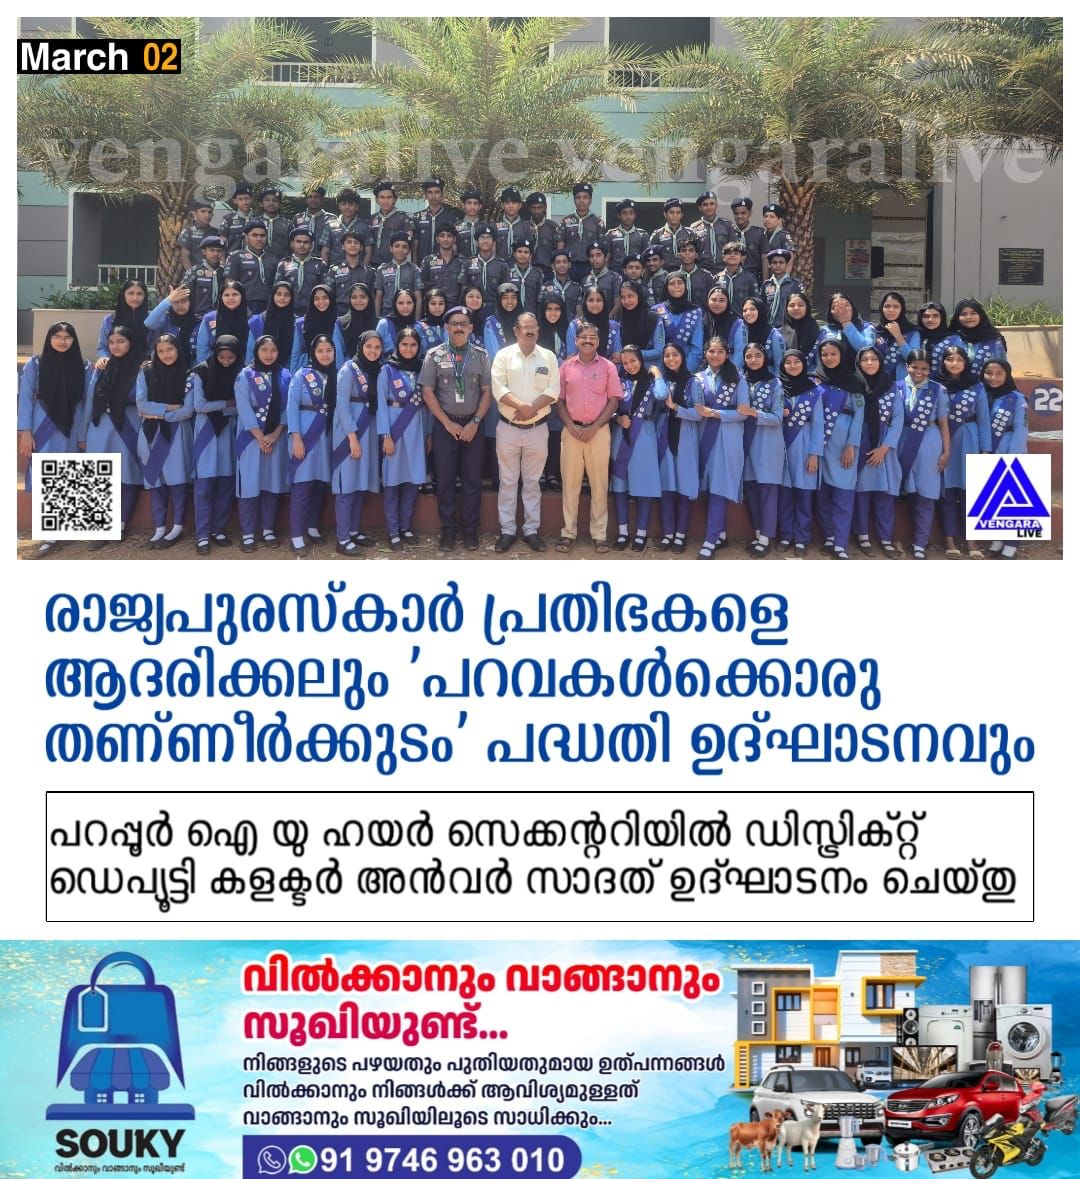 March 02
vengaralive vengaralive
22
VENGARA
LIVE
രാജ്യപുരസ്കാർ പ്രതിഭകളെ
ആദരിക്കലും 'പറവകൾക്കൊരു
തണ്ണീർക്കുടം' പദ്ധതി ഉദ്ഘാടനവും
പറപ്പൂർ ഐ യു ഹയർ സെക്കന്ററിയിൽ ഡിസ്ട്രിക്റ്റ്
ഡെപ്യൂട്ടി കളക്ടർ അൻവർ സാദത് ഉദ്ഘാടനം ചെയ്തു
വിൽക്കാനും വാങ്ങാനും
സൂഖിയുണ്ട്...
നിങ്ങളുടെ പഴയതും പുതിയതുമായ ഉത്പന്നങ്ങൾ
വിൽക്കാനും നിങ്ങൾക്ക് ആവിശ്യമുള്ളത്
വാങ്ങാനും സൂഖിയിലൂടെ സാധിക്കും...
91 9746 963 010
SOUKY
വിൽക്കാനും വാങ്ങാനും സൂഖിയുണ്ട്